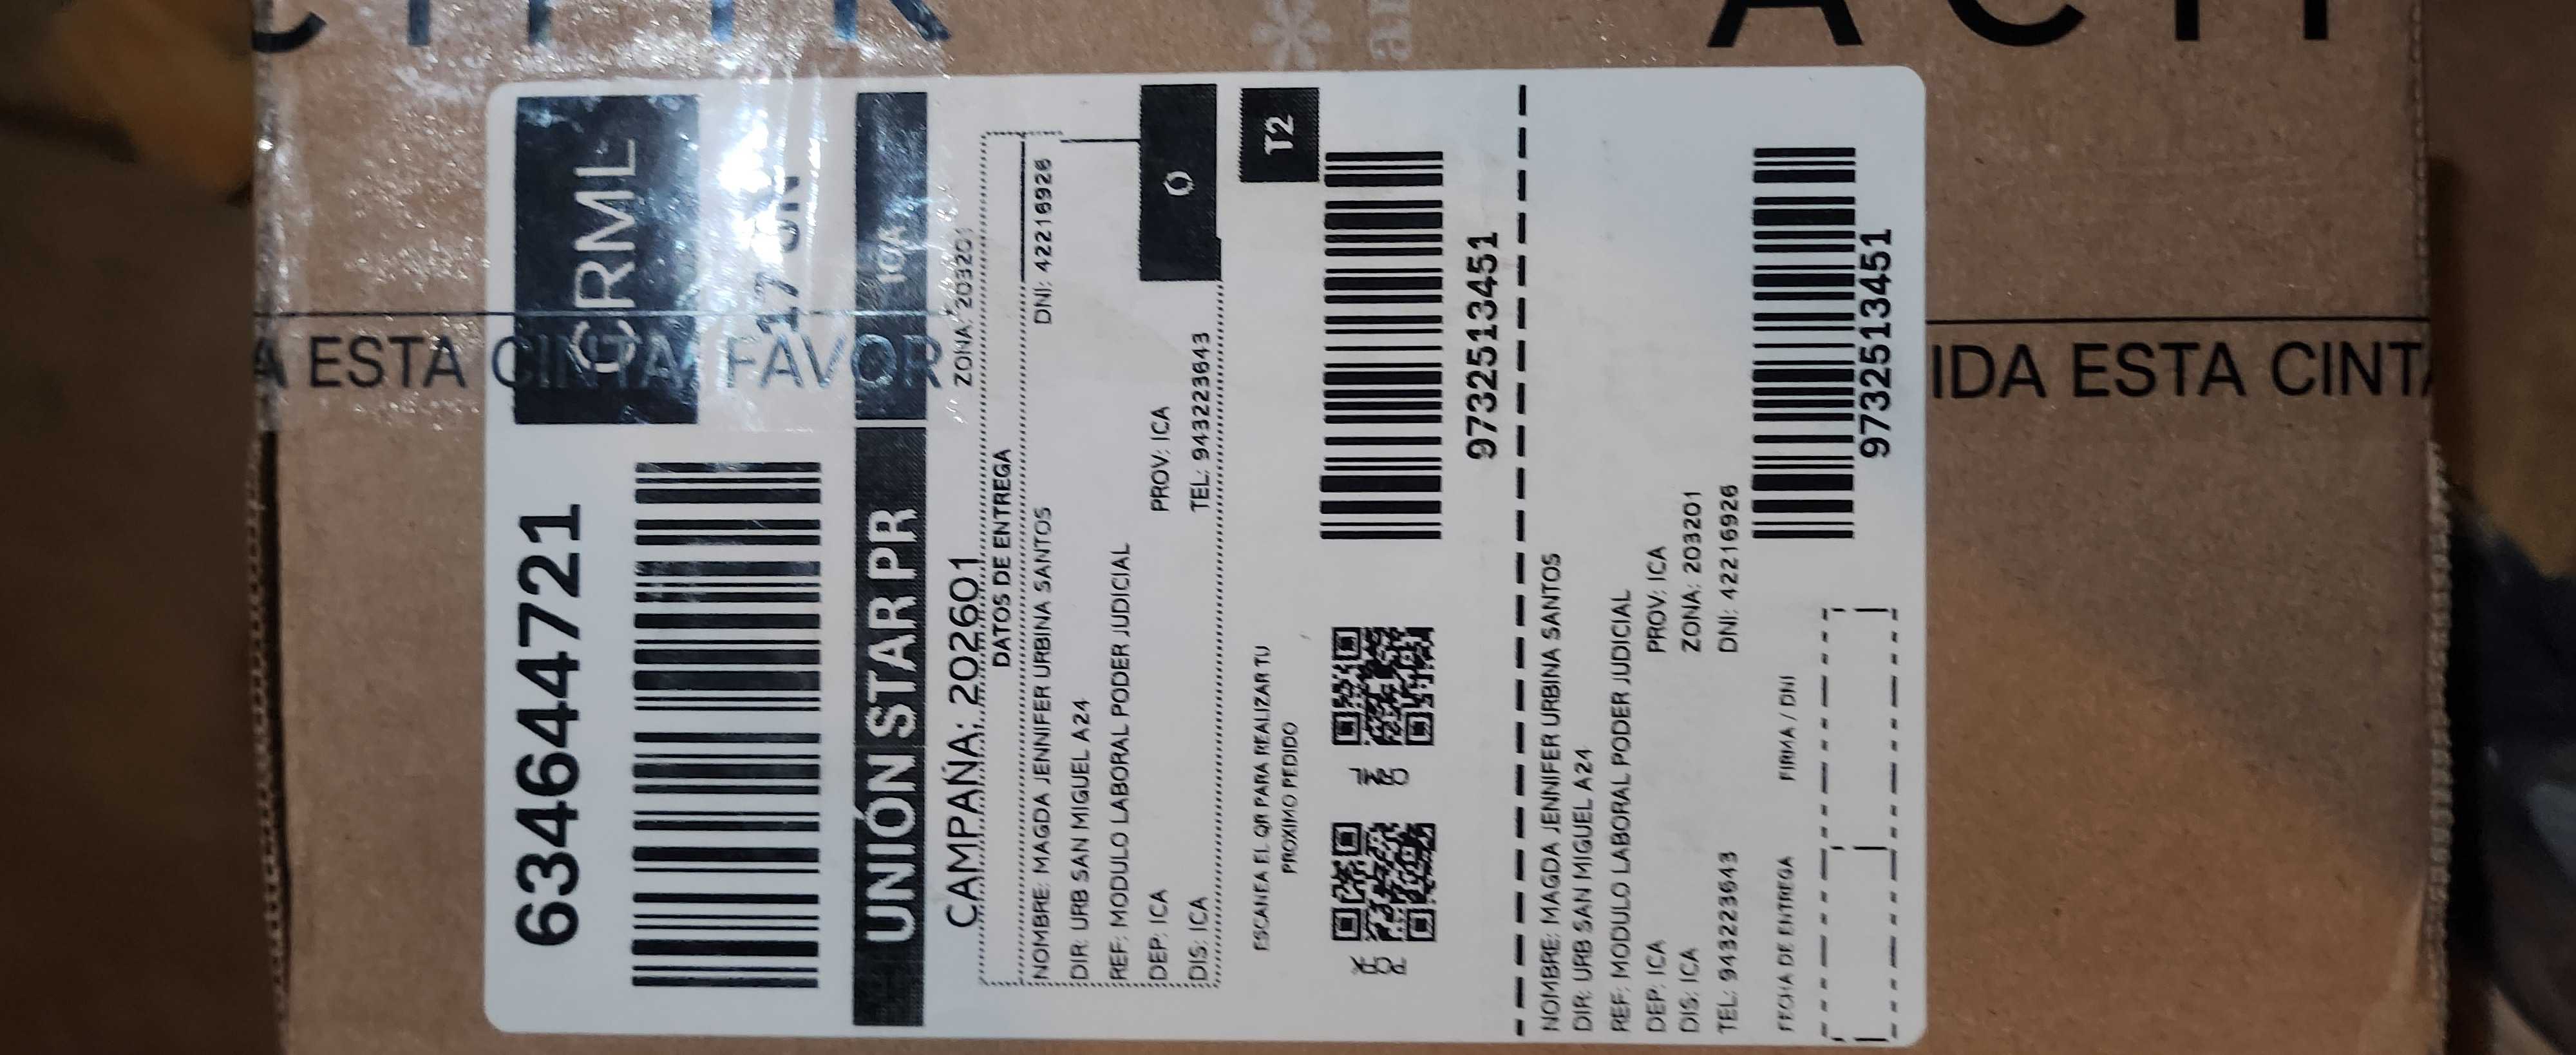 6346447 21
CRML
17
UNIÓN STAR PR
ICA
CAMPAÑA: 202601
ZONA: 203201
DATOS DE ENTREGA
NOMBRE: MAGDA JENNIFER URBINA SANTOS
DNI: 42216926
DIR: URB SAN MIGUEL A24
REF: MODULO LABORAL PODER JUDICIAL
DEP: ICA PROV: ICA
DIS: ICA TEL: 943223643
ESCANEA EL QR PARA REALIZAR TU
PROXIMO PEDIDO
T2
9732513451
NOMBRE: MAGDA JENNIFER URBINA SANTOS
DIR: URB SAN MIGUEL A24
REF: MODULO LABORAL PODER JUDICIAL
DEP: ICA PROV: ICA
DIS: ICA ZONA: 203201
TEL: 943223643 DNI: 42216926
FECHA DE ENTREGA FIRMA / DNI
9732513451
A ESTA CINTA, FAVOR
IDA ESTA CINTA